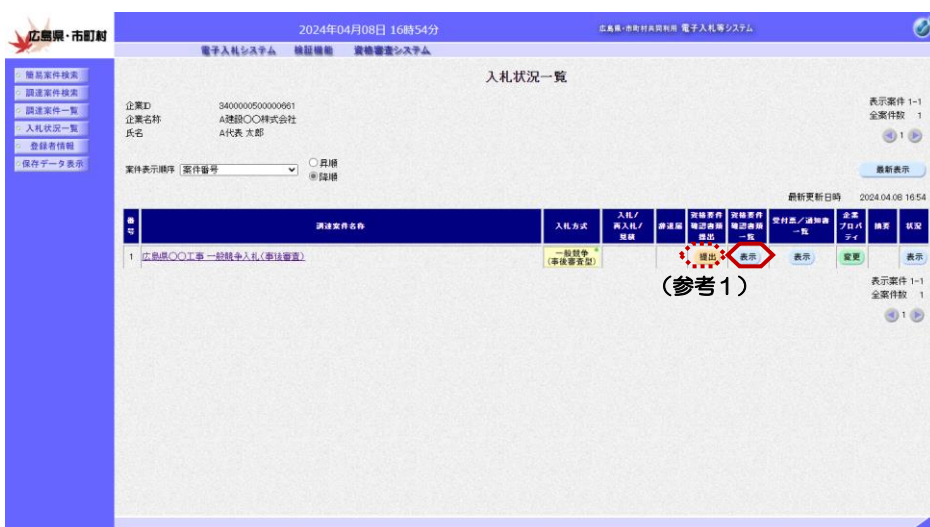 広島県・市町村
2024年04月08日 16時54分
広島県・市町村共同利用 電子入札等システム
電子入札システム 検証機能 資格審査システム
簡易案件検索
調達案件検索
調達案件一覧
入札状況一覧
登録者情報
保存データ表示
入札状況一覧
企業ID 3400000500000661
企業名称 A建設〇〇株式会社
氏名 A代表 太郎
表示案件 1-1
全案件数 1
1
案件表示順序 案件番号
昇順
降順
最新表示
最新更新日時 2024.04.08 16:54
番号 調達案件名称 入札方式 入札/再入札/見積 辞退届 資格要件確認書類提出 資格要件確認書類一覧 受付票/通知書一覧 企業プロパティ 摘要 状況
1 広島県〇〇工事 一般競争入札(事後審査) 一般競争(事後審査型) 提出 表示 表示 変更 表示
（参考１）
表示案件 1-1
全案件数 1
1